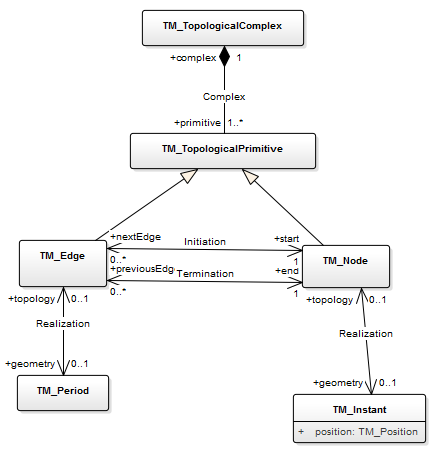 TM_TopologicalComplex
+complex 1
Complex
+primitive 1..*
TM_TopologicalPrimitive
+nextEdge +start
Initiation
0..* 1
TM_Edge
TM_Node
+previousEdge +end
Termination
0..* 1
+topology 0..1
+topology 0..1
Realization
Realization
+geometry 0..1
+geometry 0..1
TM_Period
TM_Instant
+ position: TM_Position